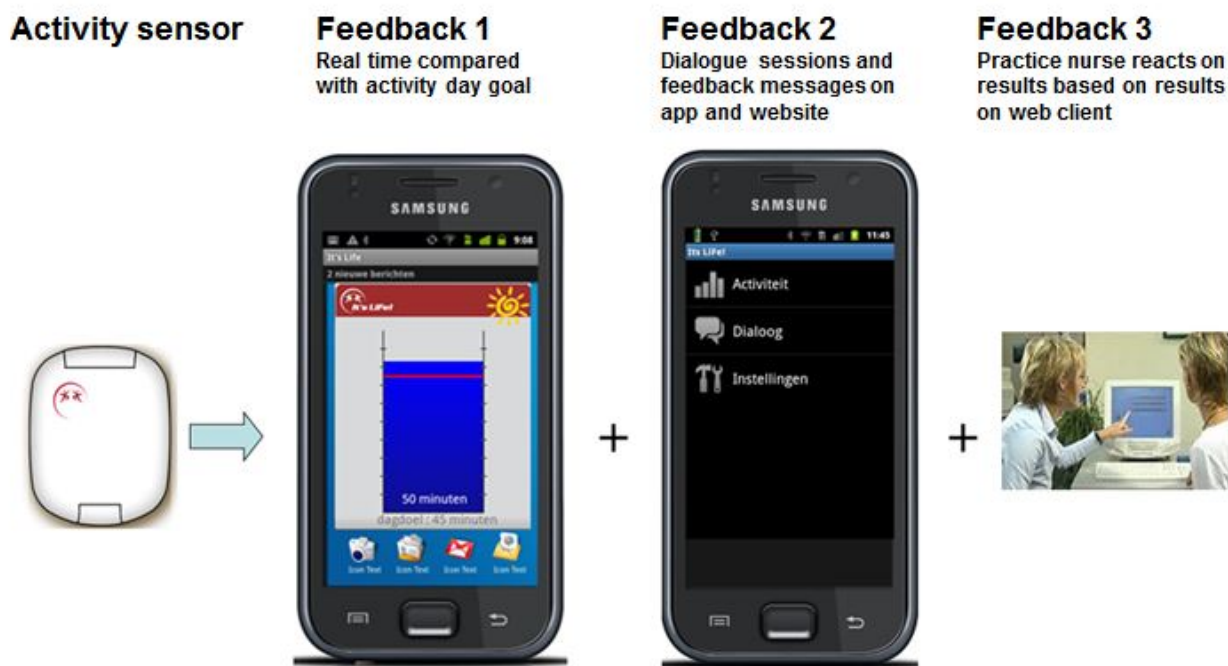 Activity sensor
Feedback 1
Real time compared
with activity day goal
Feedback 2
Dialogue sessions and
feedback messages on
app and website
Feedback 3
Practice nurse reacts on
results based on results
on web client
SAMSUNG
9:08
It's Life
2 nieuwe berichten
It's LiFe!
50 minuten
dagdoel : 45 minuten
Icon Text Icon Text Icon Text Icon Text
SAMSUNG
11:45
Its LiFe!
Activiteit
Dialoog
Instellingen
+
+